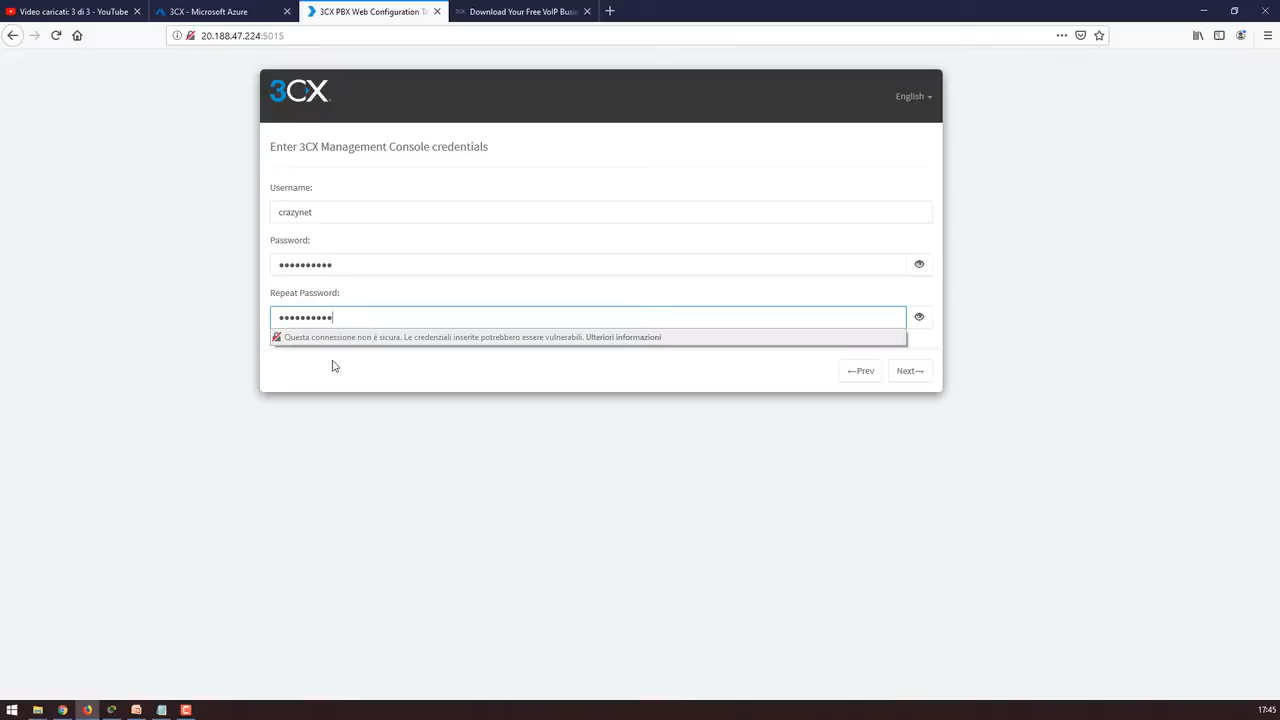 Video caricati: 3 di 3 - YouTube
3CX - Microsoft Azure
3CX PBX Web Configuration To
Download Your Free VoIP Busi
20.188.47.224:5015
3CX
English
Enter 3CX Management Console credentials
Username:
crazynet
Password:
••••••••••
Repeat Password:
••••••••••
Questa connessione non è sicura. Le credenziali inserite potrebbero essere vulnerabili. Ulteriori informazioni
←Prev
Next→
17:45